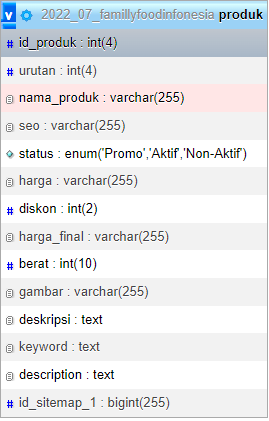 v 2022_07_famillyfoodinfonesia produk
# id_produk : int(4)
# urutan : int(4)
nama_produk : varchar(255)
seo : varchar(255)
status : enum('Promo','Aktif','Non-Aktif')
harga : varchar(255)
# diskon : int(2)
harga_final : varchar(255)
# berat : int(10)
gambar : varchar(255)
deskripsi : text
keyword : text
description : text
# id_sitemap_1 : bigint(255)